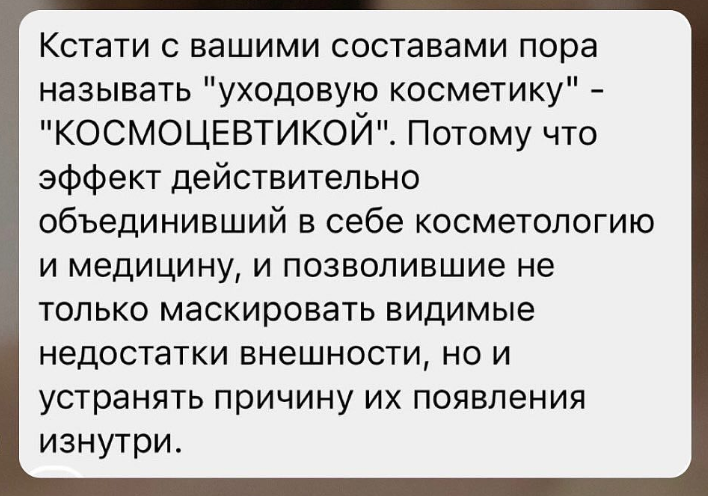 Кстати с вашими составами пора
называть "уходовую косметику" -
"КОСМОЦЕВТИКОЙ". Потому что
эффект действительно
объединивший в себе косметологию
и медицину, и позволившие не
только маскировать видимые
недостатки внешности, но и
устранять причину их появления
изнутри.